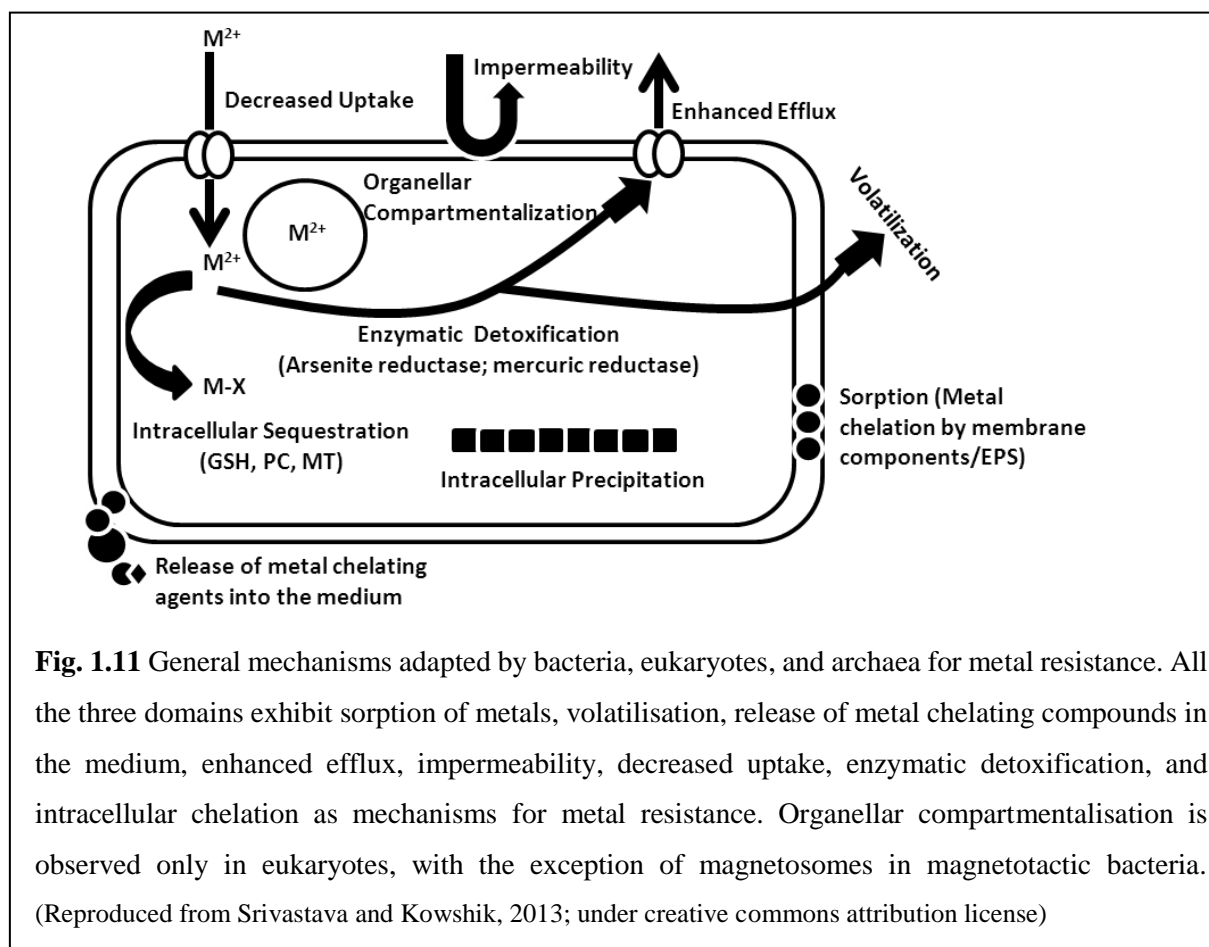 M²⁺
Impermeability
Decreased Uptake
Enhanced Efflux
Organellar
Compartmentalization
M²⁺
Volatilization
M²⁺
Enzymatic Detoxification
(Arsenite reductase; mercuric reductase)
M-X
Intracellular Sequestration
(GSH, PC, MT)
Intracellular Precipitation
Sorption (Metal
chelation by membrane
components/EPS)
Release of metal chelating
agents into the medium
Fig. 1.11 General mechanisms adapted by bacteria, eukaryotes, and archaea for metal resistance. All
the three domains exhibit sorption of metals, volatilisation, release of metal chelating compounds in
the medium, enhanced efflux, impermeability, decreased uptake, enzymatic detoxification, and
intracellular chelation as mechanisms for metal resistance. Organellar compartmentalisation is
observed only in eukaryotes, with the exception of magnetosomes in magnetotactic bacteria.
(Reproduced from Srivastava and Kowshik, 2013; under creative commons attribution license)